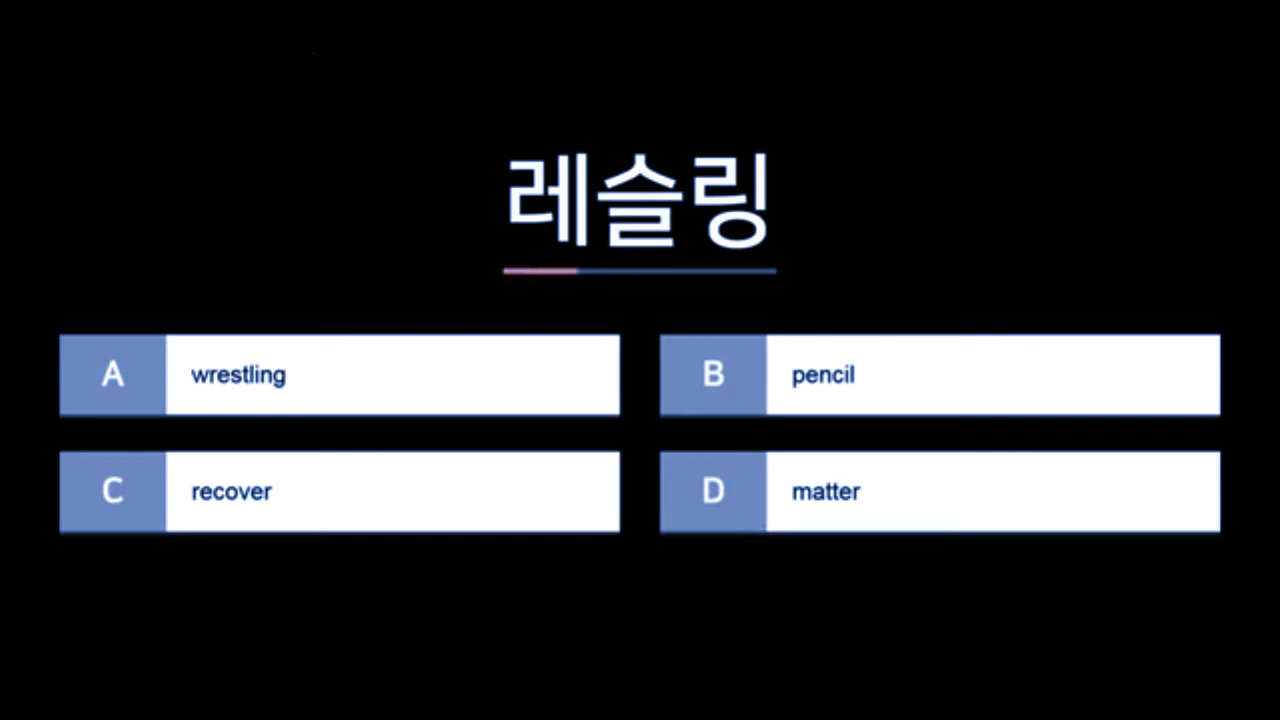 레슬링
A wrestling
B pencil
C recover
D matter